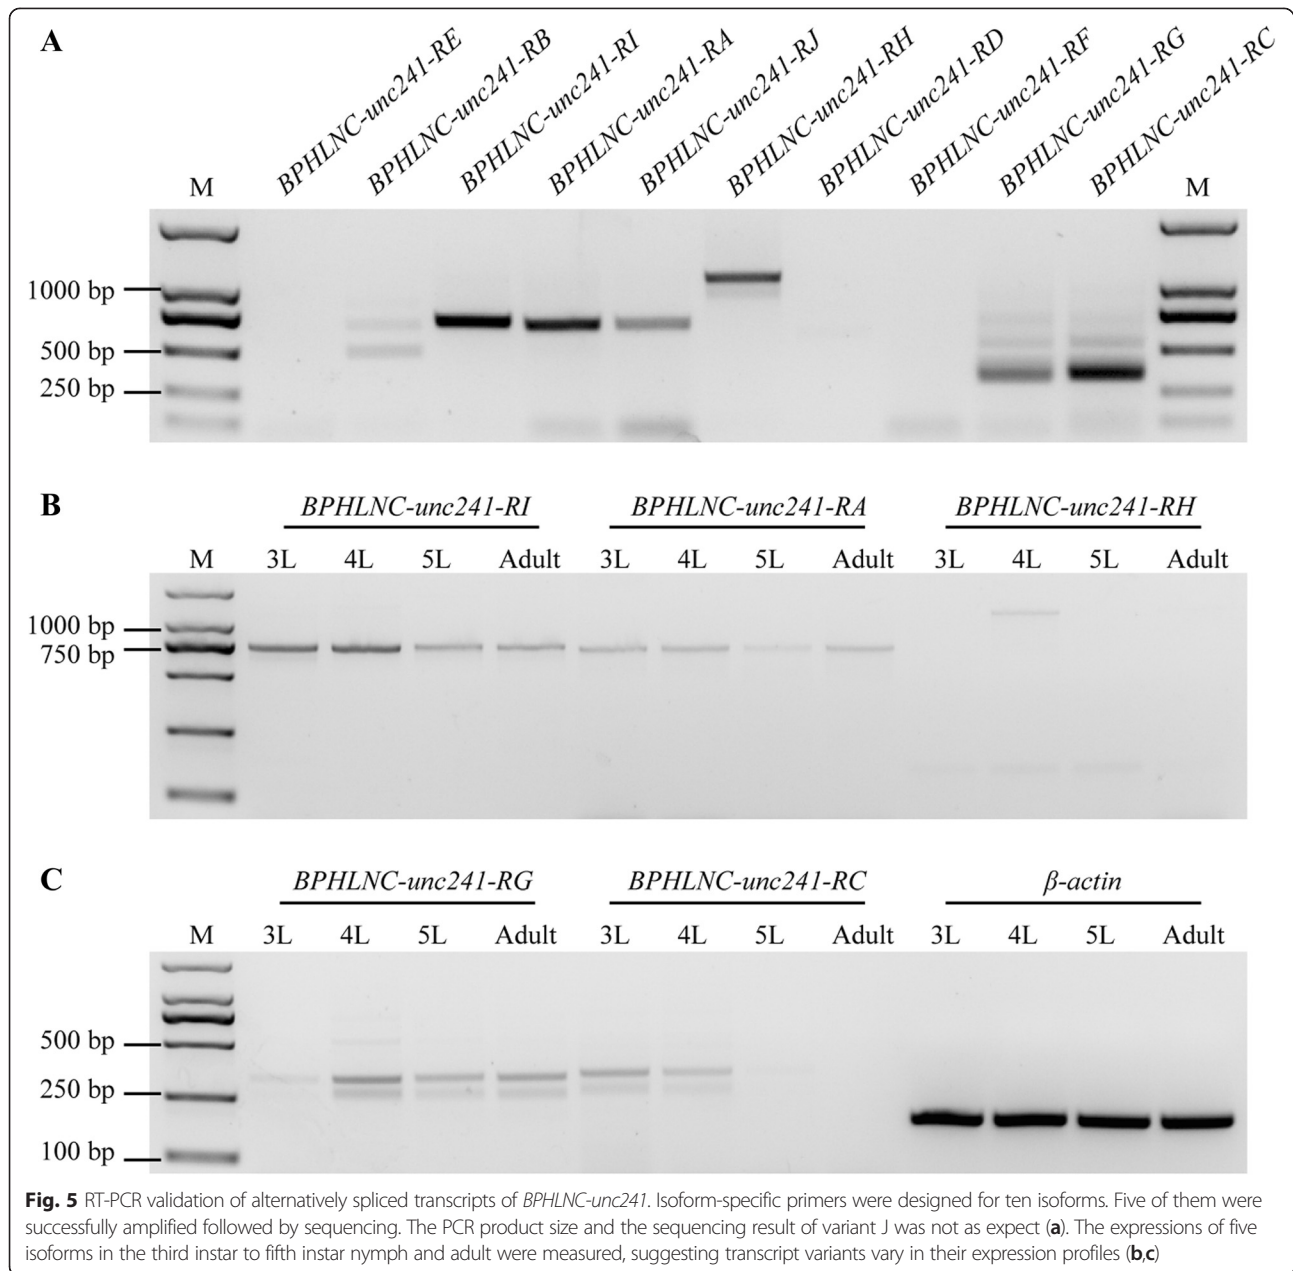 A
BPHLNC-unc241-RE
BPHLNC-unc241-RB
BPHLNC-unc241-RI
BPHLNC-unc241-RA
BPHLNC-unc241-RJ
BPHLNC-unc241-RH
BPHLNC-unc241-RD
BPHLNC-unc241-RF
BPHLNC-unc241-RG
BPHLNC-unc241-RC
M M
1000 bp
500 bp
250 bp
B
BPHLNC-unc241-RI BPHLNC-unc241-RA BPHLNC-unc241-RH
M 3L 4L 5L Adult 3L 4L 5L Adult 3L 4L 5L Adult
1000 bp
750 bp
C
BPHLNC-unc241-RG BPHLNC-unc241-RC β-actin
M 3L 4L 5L Adult 3L 4L 5L Adult 3L 4L 5L Adult
500 bp
250 bp
100 bp
Fig. 5 RT-PCR validation of alternatively spliced transcripts of BPHLNC-unc241. Isoform-specific primers were designed for ten isoforms. Five of them were
successfully amplified followed by sequencing. The PCR product size and the sequencing result of variant J was not as expect (a). The expressions of five
isoforms in the third instar to fifth instar nymph and adult were measured, suggesting transcript variants vary in their expression profiles (b,c)